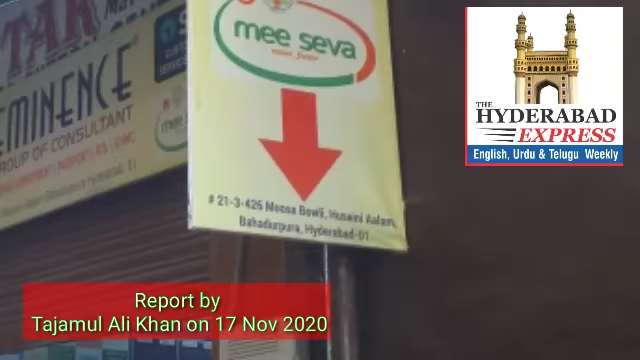 TAR
EMINENCE
GROUP OF CONSULTANT
mee seva
# 21-3-426 Moosa Bowli, Husaini Aalam,
Bahadurpura, Hyderabad-01
THE
HYDERABAD
EXPRESS
English, Urdu & Telugu Weekly
Report by
Tajamul Ali Khan on 17 Nov 2020